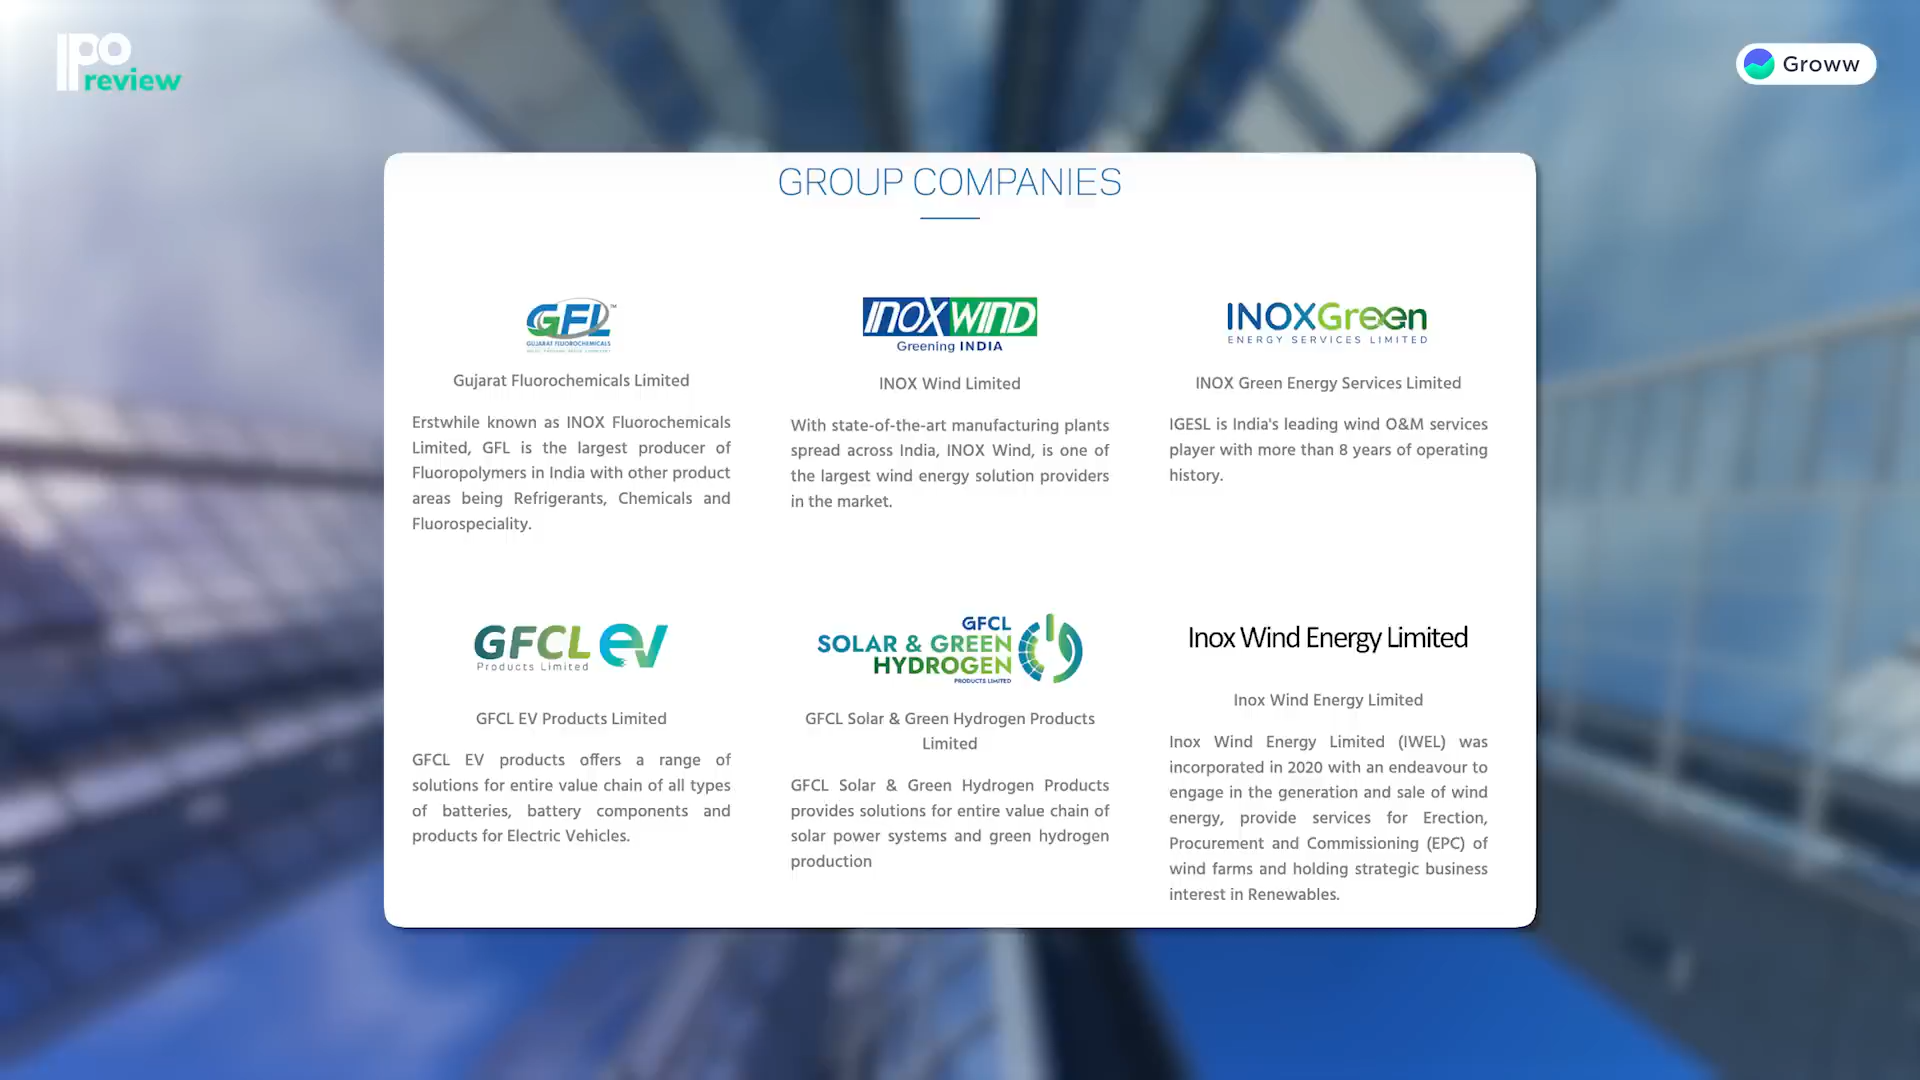 IPO
review
Groww
GROUP COMPANIES
GFL™
GUJARAT FLUOROCHEMICALS
Gujarat Fluorochemicals Limited
Erstwhile known as INOX Fluorochemicals
Limited, GFL is the largest producer of
Fluoropolymers in India with other product
areas being Refrigerants, Chemicals and
Fluorospeciality.
INOXWIND
Greening INDIA
INOX Wind Limited
With state-of-the-art manufacturing plants
spread across India, INOX Wind, is one of
the largest wind energy solution providers
in the market.
INOXGreen
ENERGY SERVICES LIMITED
INOX Green Energy Services Limited
IGESL is India's leading wind O&M services
player with more than 8 years of operating
history.
GFCL EV
Products Limited
GFCL EV Products Limited
GFCL EV products offers a range of
solutions for entire value chain of all types
of batteries, battery components and
products for Electric Vehicles.
GFCL
SOLAR & GREEN
HYDROGEN
PRODUCTS LIMITED
GFCL Solar & Green Hydrogen Products
Limited
GFCL Solar & Green Hydrogen Products
provides solutions for entire value chain of
solar power systems and green hydrogen
production
Inox Wind Energy Limited
Inox Wind Energy Limited
Inox Wind Energy Limited (IWEL) was
incorporated in 2020 with an endeavour to
engage in the generation and sale of wind
energy, provide services for Erection,
Procurement and Commissioning (EPC) of
wind farms and holding strategic business
interest in Renewables.